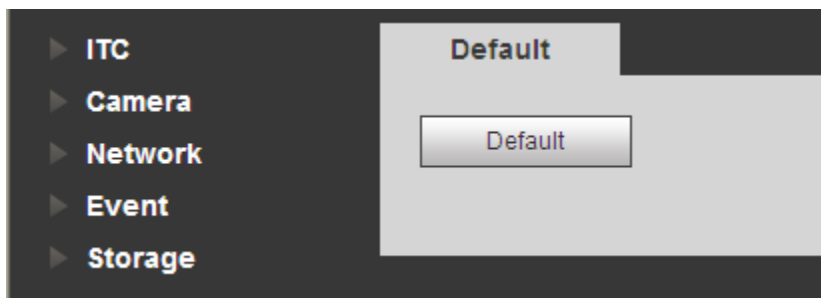 ITC
Camera
Network
Event
Storage
Default
Default